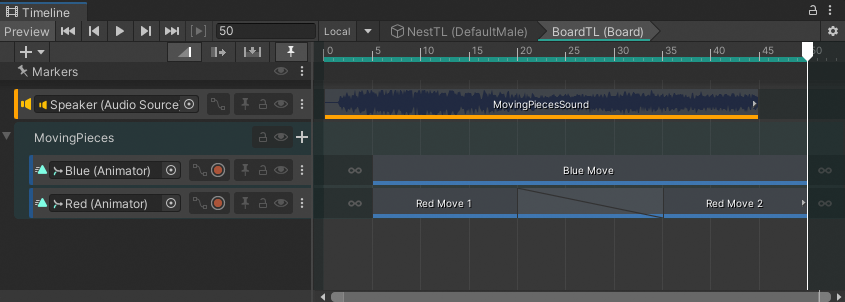 Timeline
Preview 50 Local NestTL (DefaultMale) BoardTL (Board)
0 5 10 15 20 25 30 35 40 45 50
Markers
Speaker (Audio Source MovingPiecesSound
MovingPieces
Blue (Animator) Blue Move
Red (Animator) Red Move 1 Red Move 2